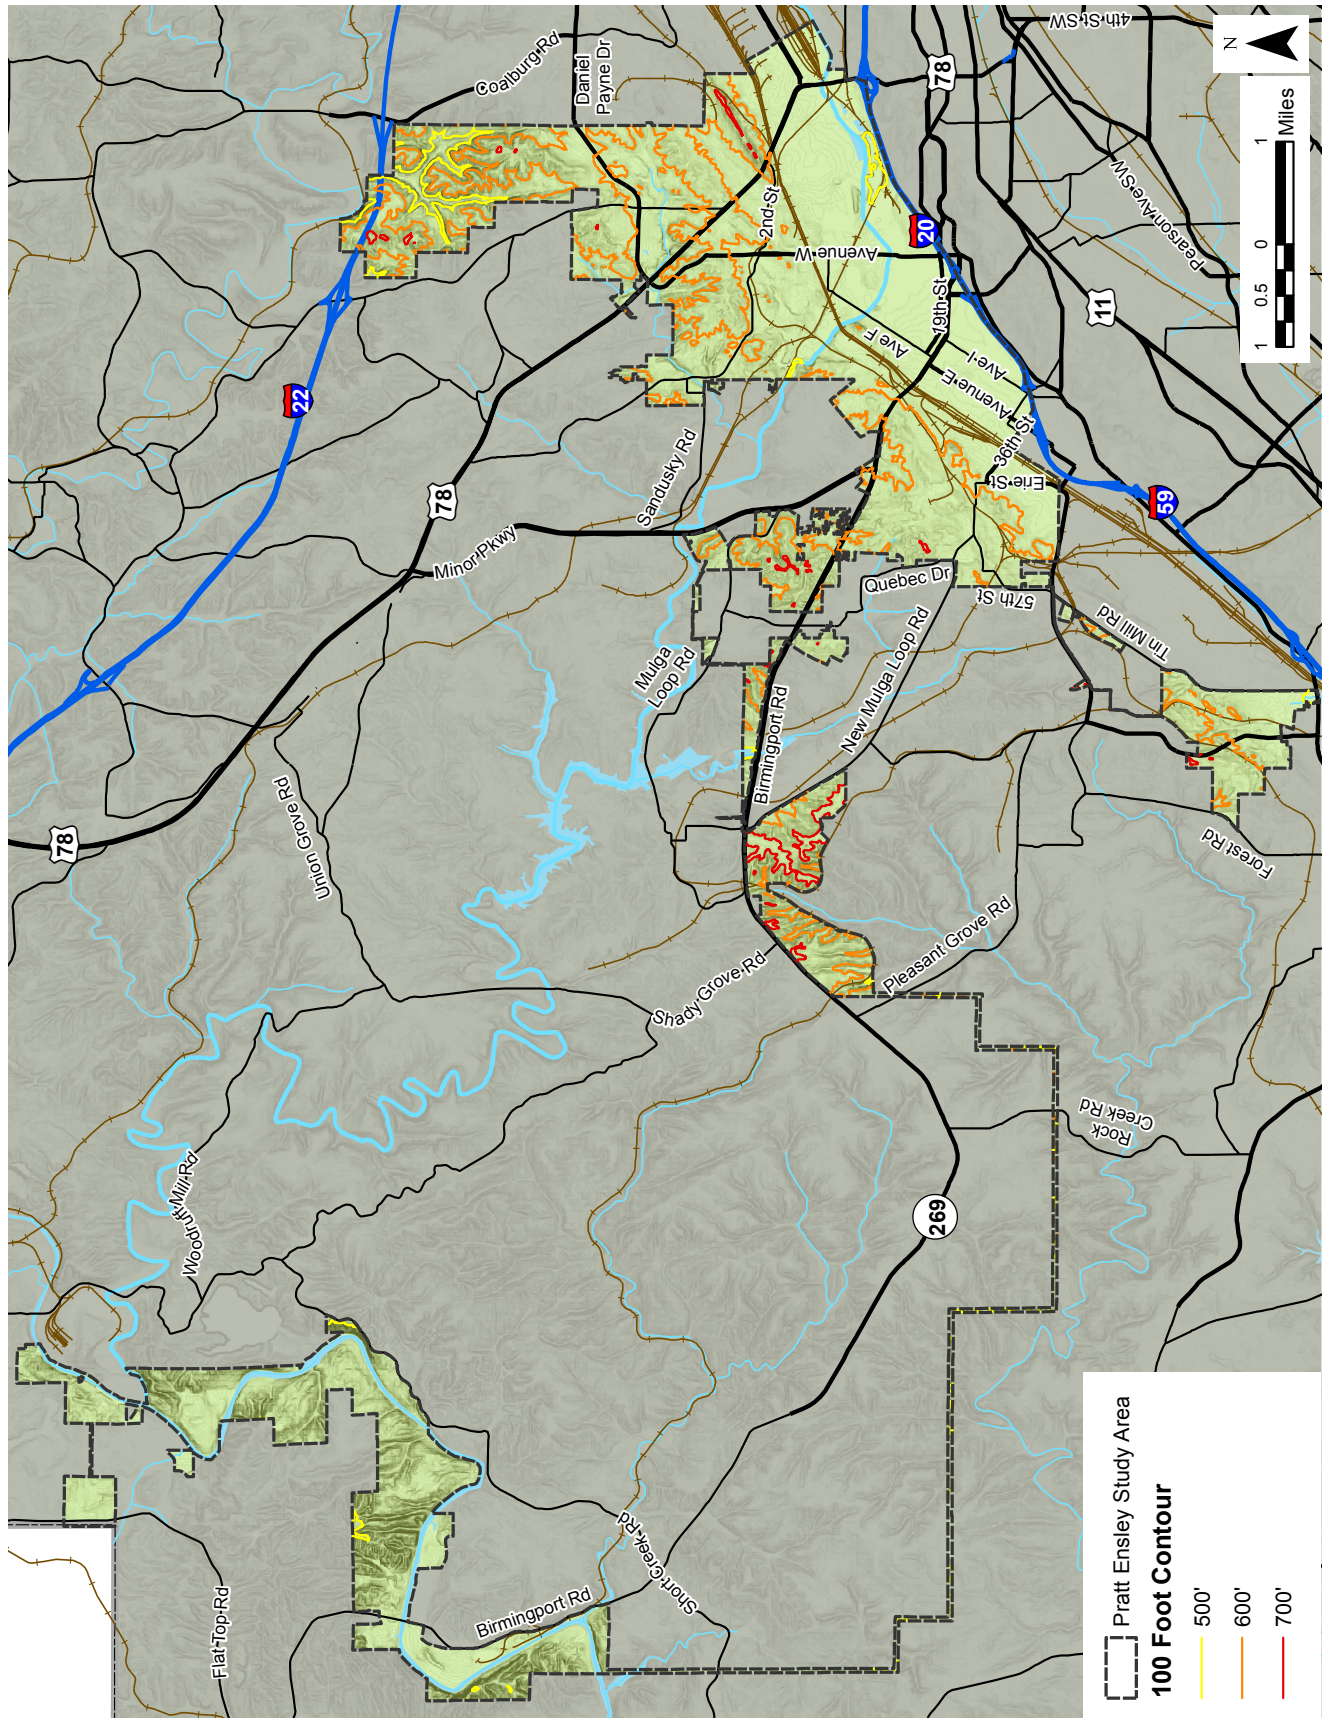 Coalburg Rd
Daniel
Payne Dr
4th St SW
78
N
22
2nd St
Avenue W
20
Pearson Ave SW
19th St
11
1 0.5 0 1
Miles
Ave F
Ave I
Avenue E
36th St
Erie St
59
78
Sandusky Rd
Minor Pkwy
Quebec Dr
57th St
Tin Mill Rd
Mulga
Loop Rd
New Mulga Loop Rd
Birmingport Rd
78
Union Grove Rd
Forest Rd
Pleasant Grove Rd
Shady Grove Rd
Rock
Creek Rd
Woodruff Mill Rd
269
Short Creek Rd
Birmingport Rd
Flat Top Rd
Pratt Ensley Study Area
100 Foot Contour
500'
600'
700'